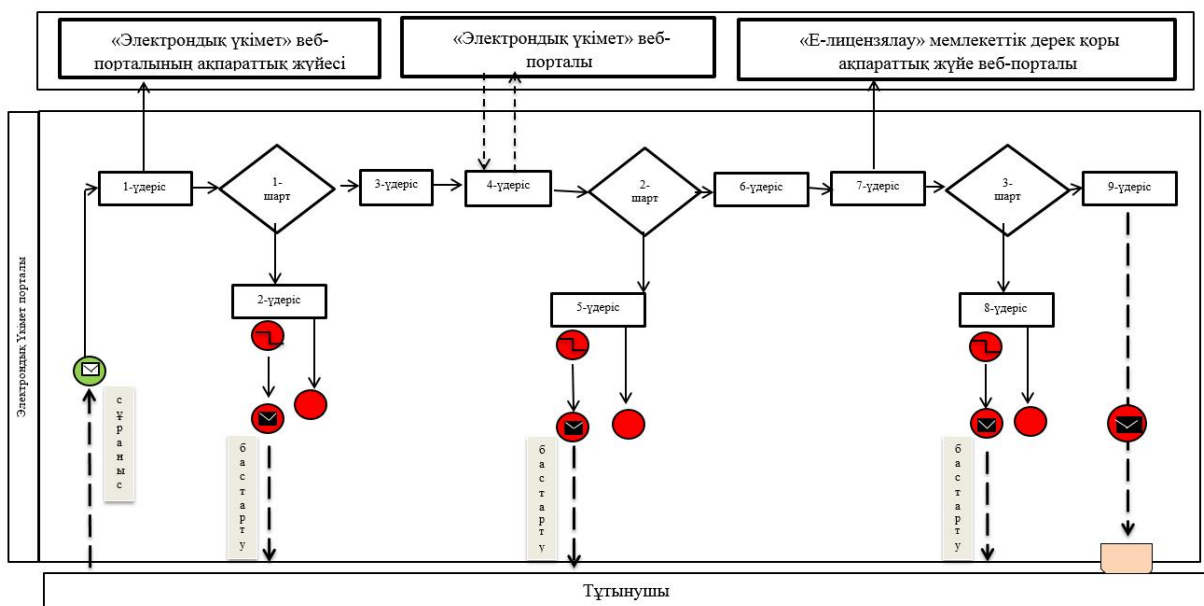 «Электрондық үкімет» веб-
порталының ақпараттық жүйесі
«Электрондық үкімет» веб-
порталы
«Е-лицензялау» мемлекеттік дерек қоры
ақпараттық жүйе веб-порталы
Электрондық Үкімет порталы
1-үдеріс
1-
шарт
3-үдеріс
4-үдеріс
2-
шарт
6-үдеріс
7-үдеріс
3-
шарт
9-үдеріс
2-үдеріс
5-үдеріс
8-үдеріс
сұраныс
бастарту
бастарту
бастарту
Тұтынушы